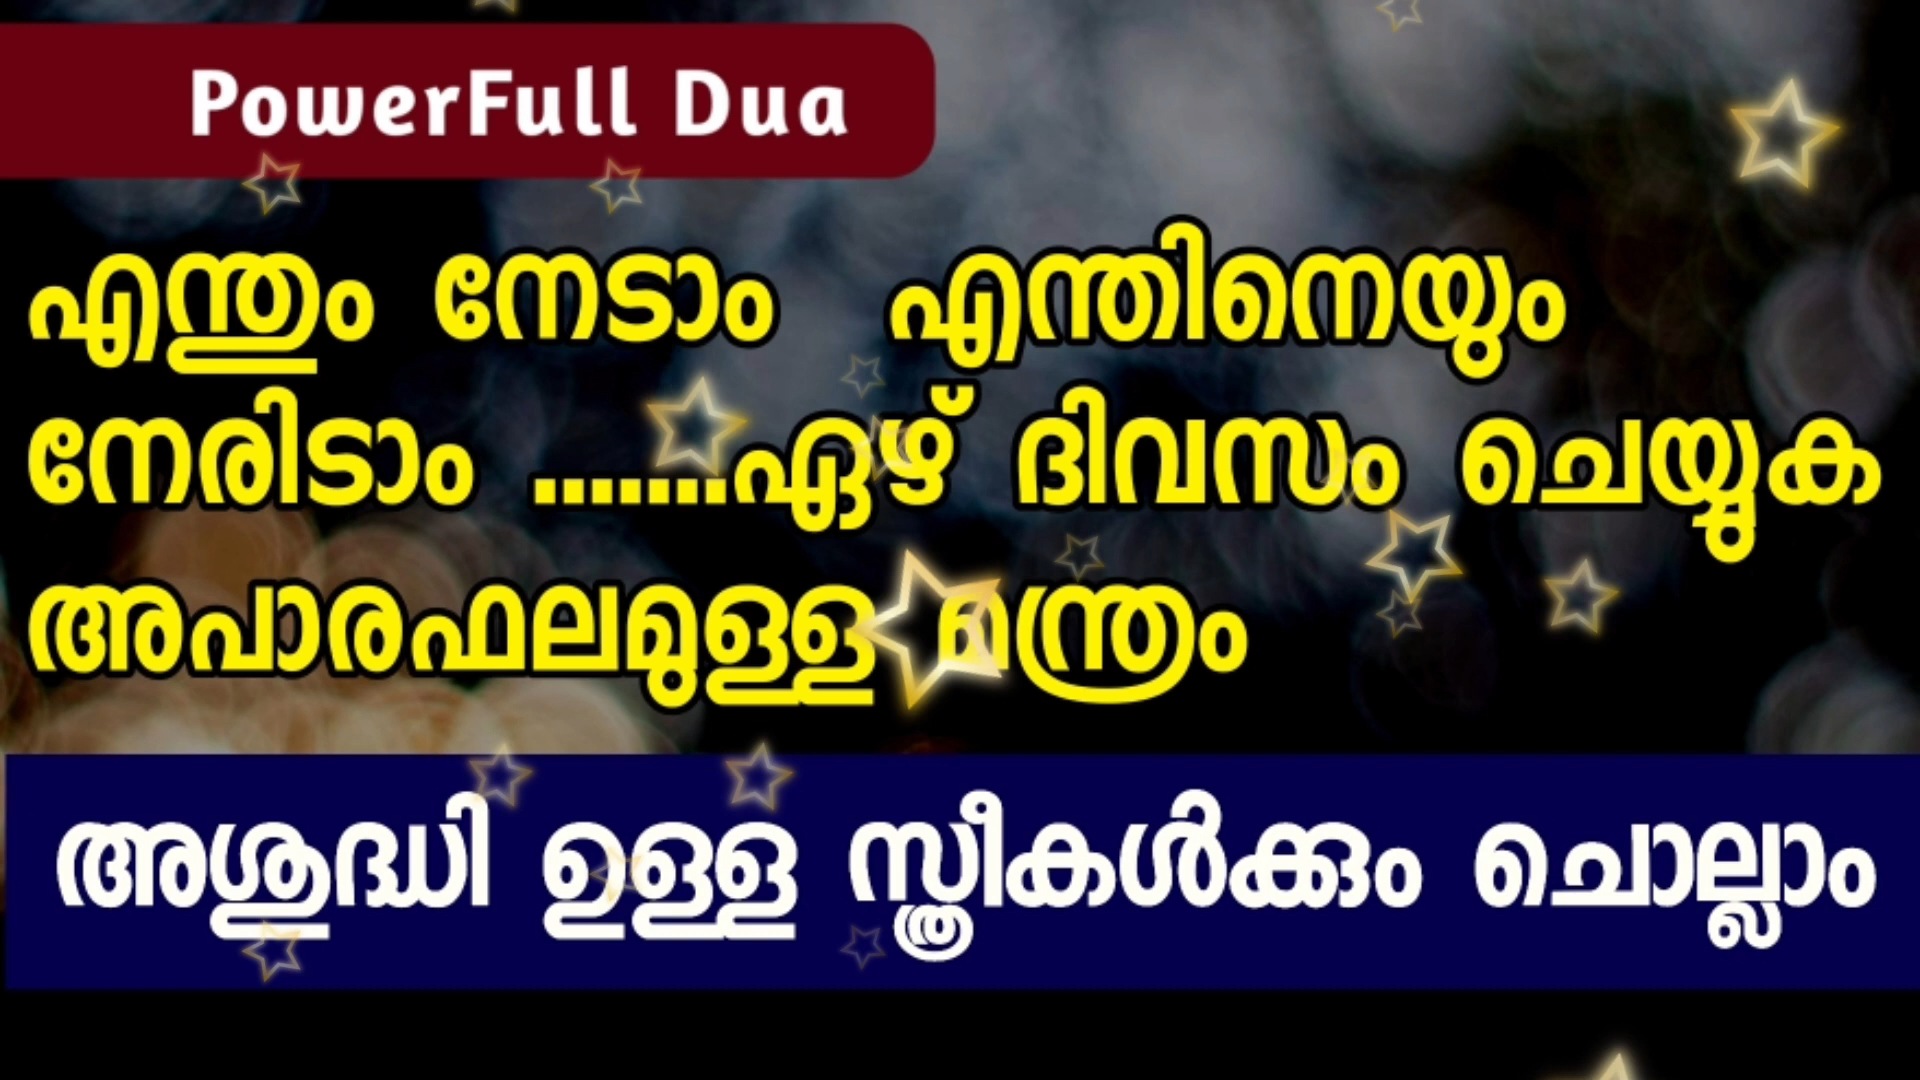 PowerFull Dua
എന്തും നേടാം എന്തിനെയും
നേരിടാം .......ഏഴ് ദിവസം ചെയ്യുക
അപാരഫലമുള്ള മന്ത്രം
അശുദ്ധി ഉള്ള സ്ത്രീകൾക്കും ചൊല്ലാം